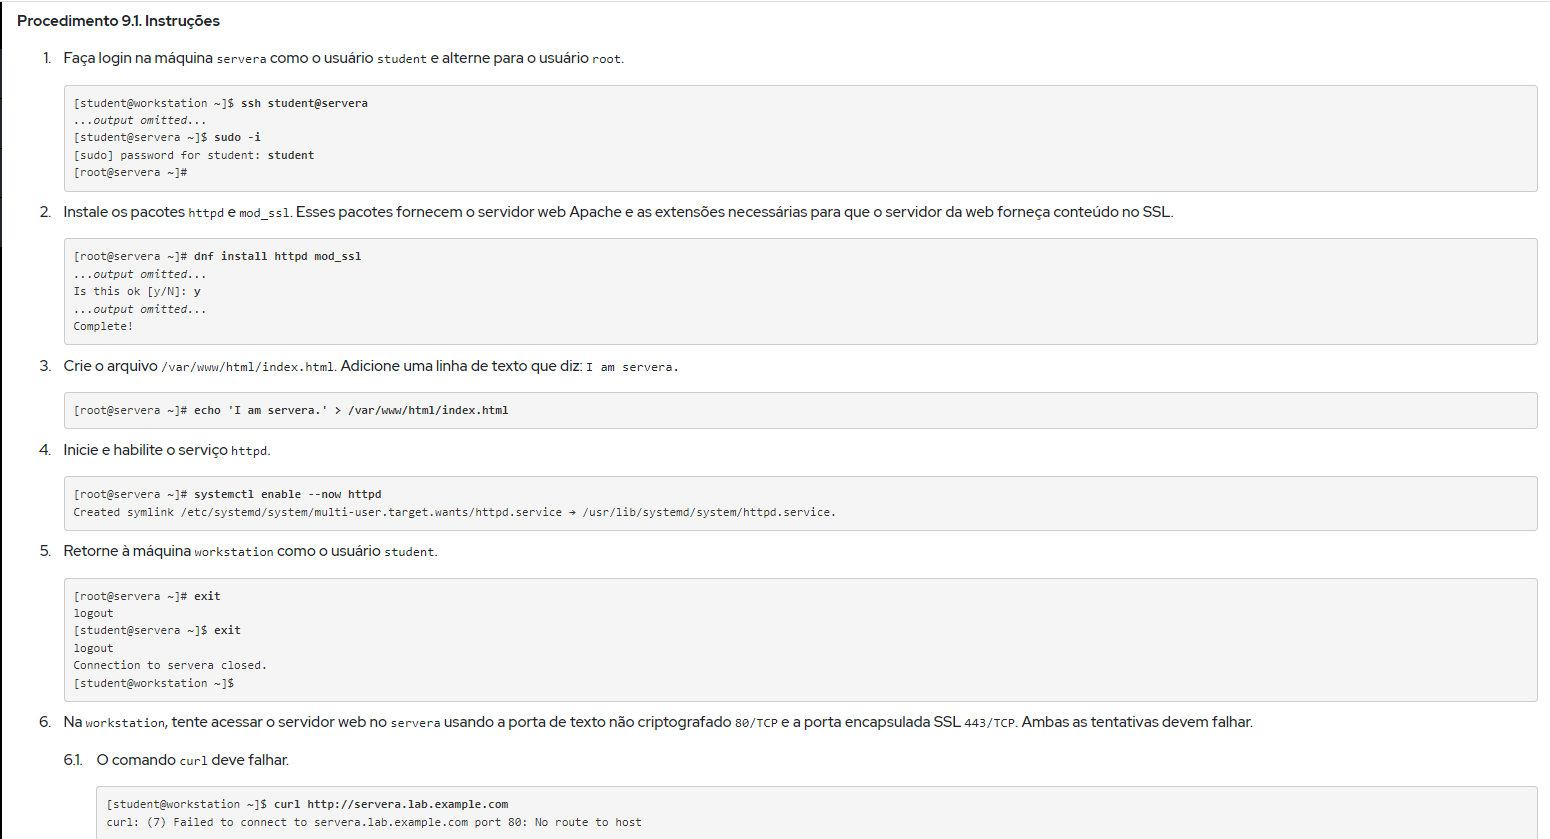 Procedimento 9.1. Instruções
1. Faça login na máquina servera como o usuário student e alterne para o usuário root.
[student@workstation ~]$ ssh student@servera
...output omitted...
[student@servera ~]$ sudo -i
[sudo] password for student: student
[root@servera ~]#
2. Instale os pacotes httpd e mod_ssl. Esses pacotes fornecem o servidor web Apache e as extensões necessárias para que o servidor da web forneça conteúdo no SSL.
[root@servera ~]# dnf install httpd mod_ssl
...output omitted...
Is this ok [y/N]: y
...output omitted...
Complete!
3. Crie o arquivo /var/www/html/index.html. Adicione uma linha de texto que diz: I am servera.
[root@servera ~]# echo 'I am servera.' > /var/www/html/index.html
4. Inicie e habilite o serviço httpd.
[root@servera ~]# systemctl enable --now httpd
Created symlink /etc/systemd/system/multi-user.target.wants/httpd.service → /usr/lib/systemd/system/httpd.service.
5. Retorne à máquina workstation como o usuário student.
[root@servera ~]# exit
logout
[student@servera ~]$ exit
logout
Connection to servera closed.
[student@workstation ~]$
6. Na workstation, tente acessar o servidor web no servera usando a porta de texto não criptografado 80/TCP e a porta encapsulada SSL 443/TCP. Ambas as tentativas devem falhar.
6.1. O comando curl deve falhar.
[student@workstation ~]$ curl http://servera.lab.example.com
curl: (7) Failed to connect to servera.lab.example.com port 80: No route to host